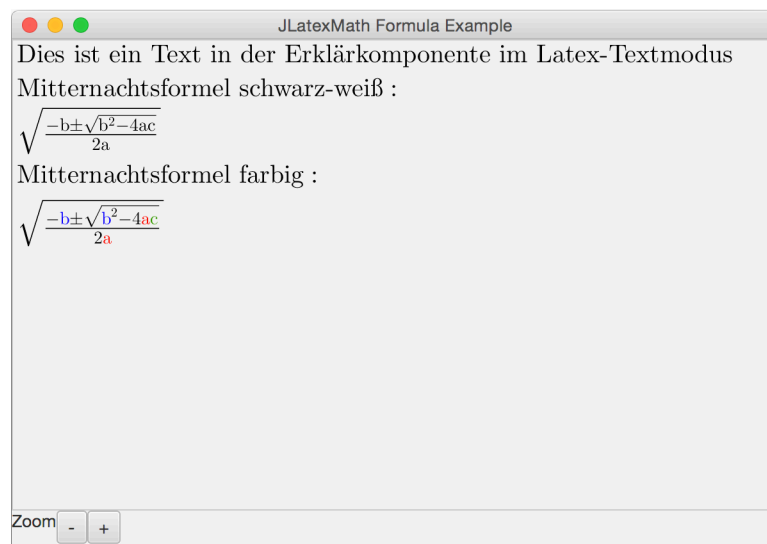 JLatexMath Formula Example
Dies ist ein Text in der Erklärkomponente im Latex-Textmodus
Mitternachtsformel schwarz-weiß :
√((−b±√(b²−4ac))/(2a))
Mitternachtsformel farbig :
√((−b±√(b²−4ac))/(2a))
Zoom - +